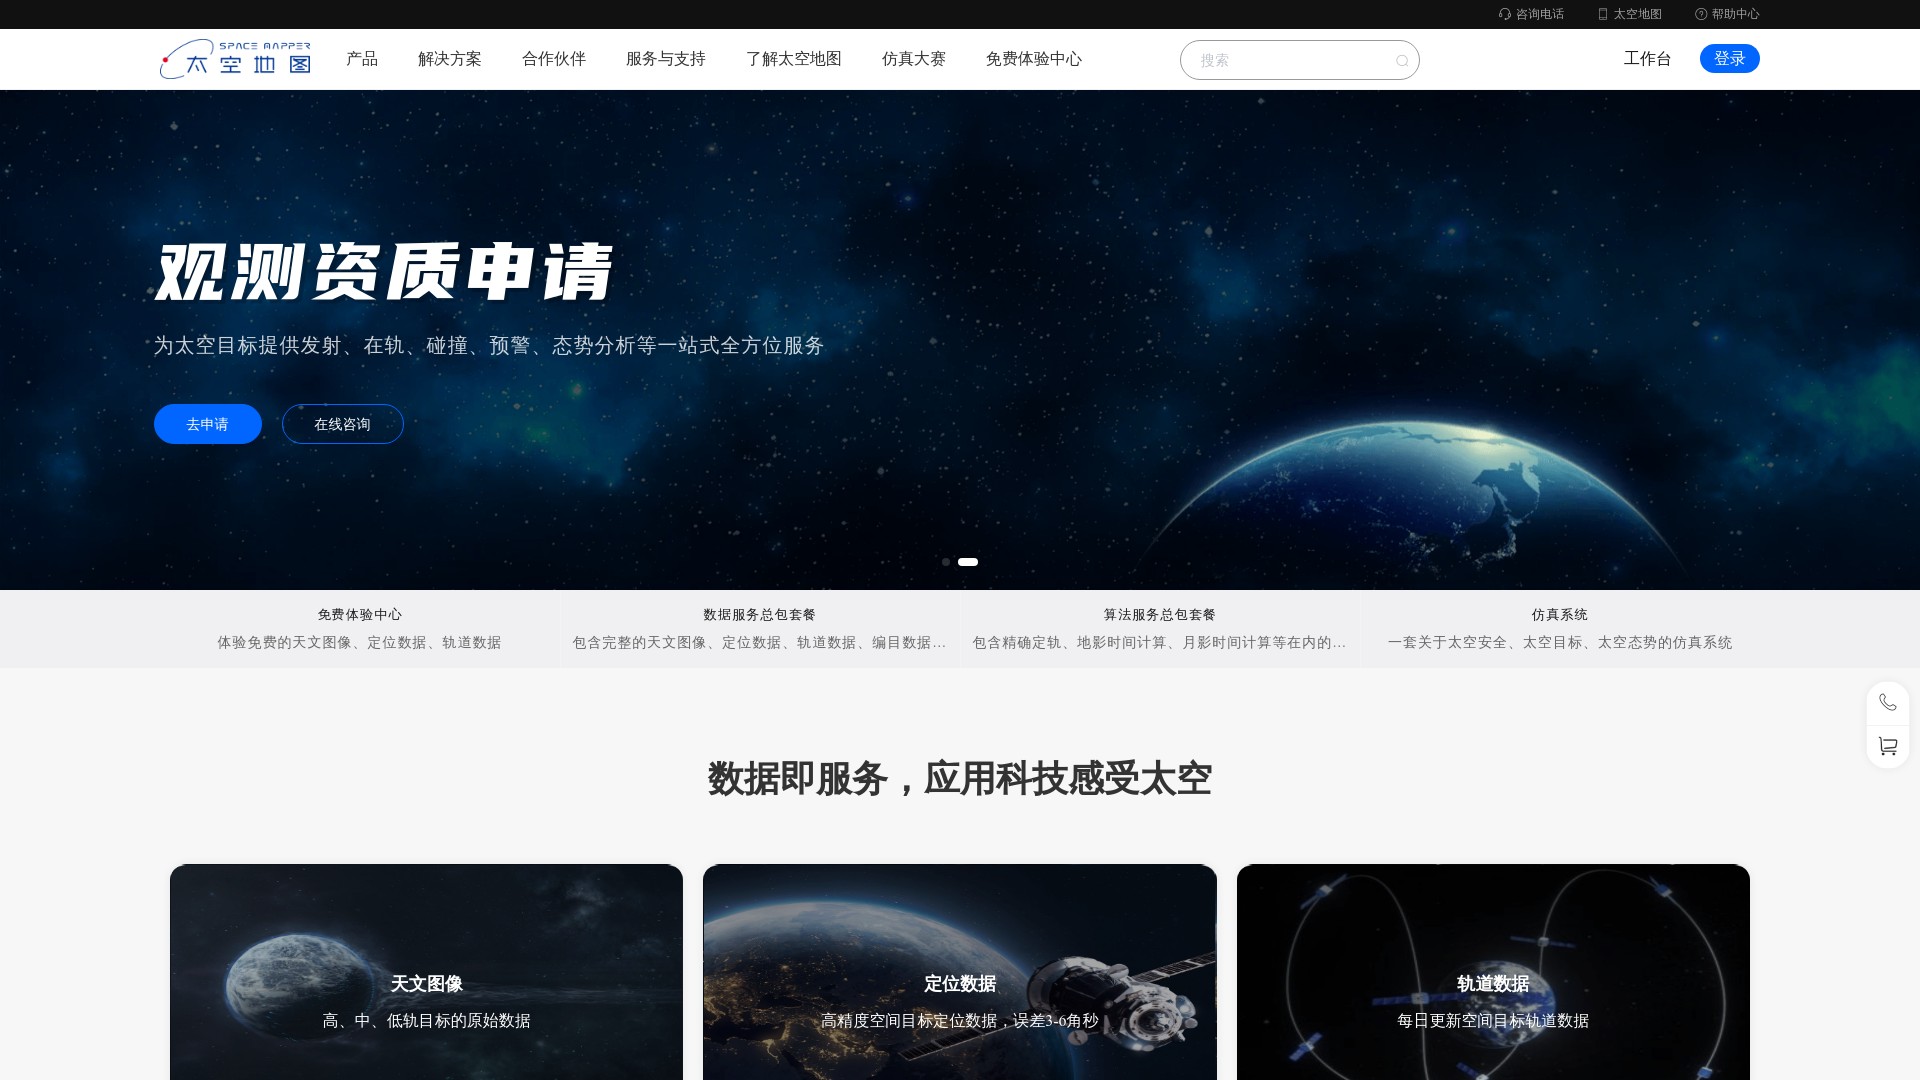 咨询电话 太空地图 帮助中心
SPACE MAPPER
太空地图
产品 解决方案 合作伙伴 服务与支持 了解太空地图 仿真大赛 免费体验中心 搜索 工作台 登录
观测资质申请
为太空目标提供发射、在轨、碰撞、预警、态势分析等一站式全方位服务
去申请 在线咨询
免费体验中心 数据服务总包套餐 算法服务总包套餐 仿真系统
体验免费的天文图像、定位数据、轨道数据 包含完整的天文图像、定位数据、轨道数据、编目数据... 包含精确定轨、地影时间计算、月影时间计算等在内的... 一套关于太空安全、太空目标、太空态势的仿真系统
数据即服务，应用科技感受太空
天文图像 定位数据 轨道数据
高、中、低轨目标的原始数据 高精度空间目标定位数据，误差3-6角秒 每日更新空间目标轨道数据